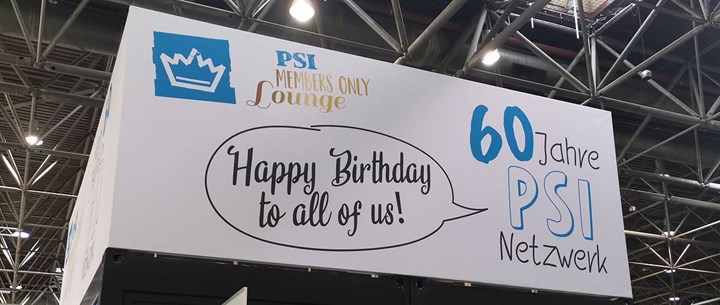 PSI
MEMBERS ONLY
Lounge
Happy Birthday
to all of us!
60 Jahre
PSI
Netzwerk